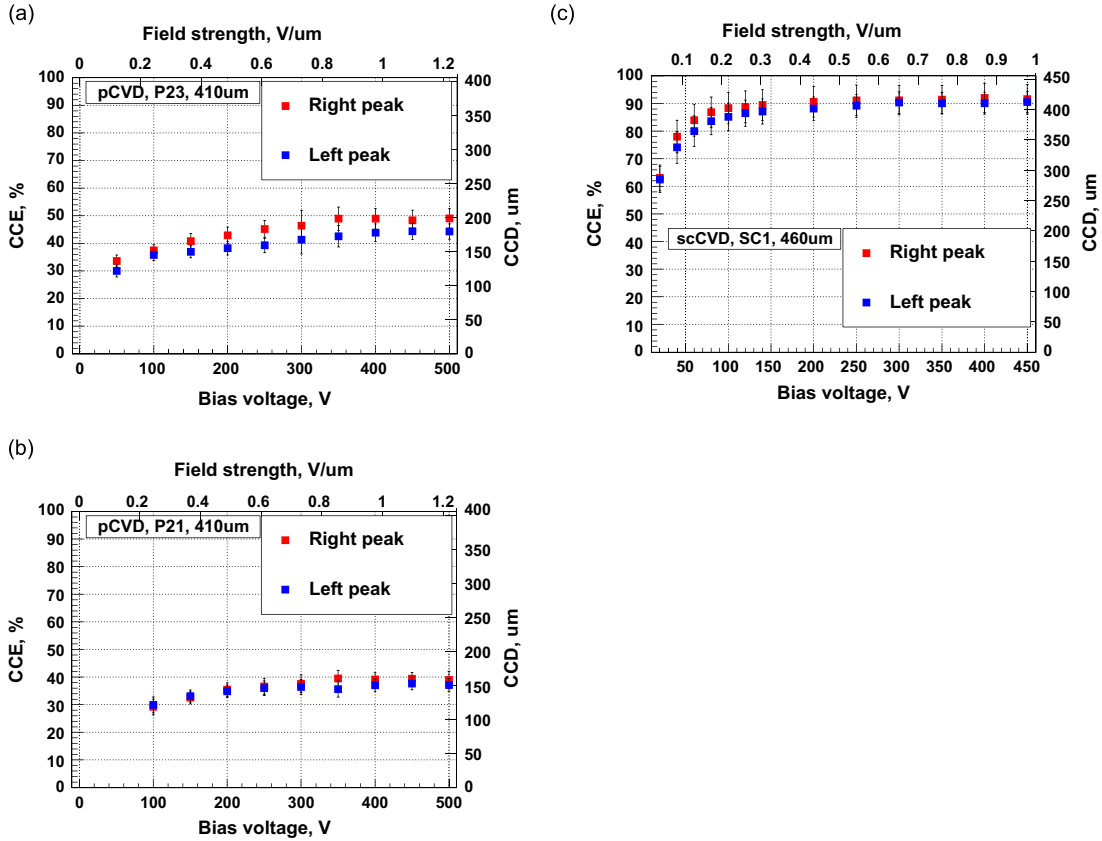 (a)
Field strength, V/um
0 0.2 0.4 0.6 0.8 1 1.2
pCVD, P23, 410um
Right peak
Left peak
CCE, %
100
90
80
70
60
50
40
30
20
10
0
CCD, um
400
350
300
250
200
150
100
50
0
0 100 200 300 400 500
Bias voltage, V
(b)
Field strength, V/um
0 0.2 0.4 0.6 0.8 1 1.2
pCVD, P21, 410um
Right peak
Left peak
CCE, %
100
90
80
70
60
50
40
30
20
10
0
CCD, um
400
350
300
250
200
150
100
50
0
0 100 200 300 400 500
Bias voltage, V
(c)
Field strength, V/um
0.1 0.2 0.3 0.4 0.5 0.6 0.7 0.8 0.9 1
scCVD, SC1, 460um
Right peak
Left peak
CCE, %
100
90
80
70
60
50
40
30
20
10
0
CCD, um
450
400
350
300
250
200
150
100
50
0
50 100 150 200 250 300 350 400 450
Bias voltage, V